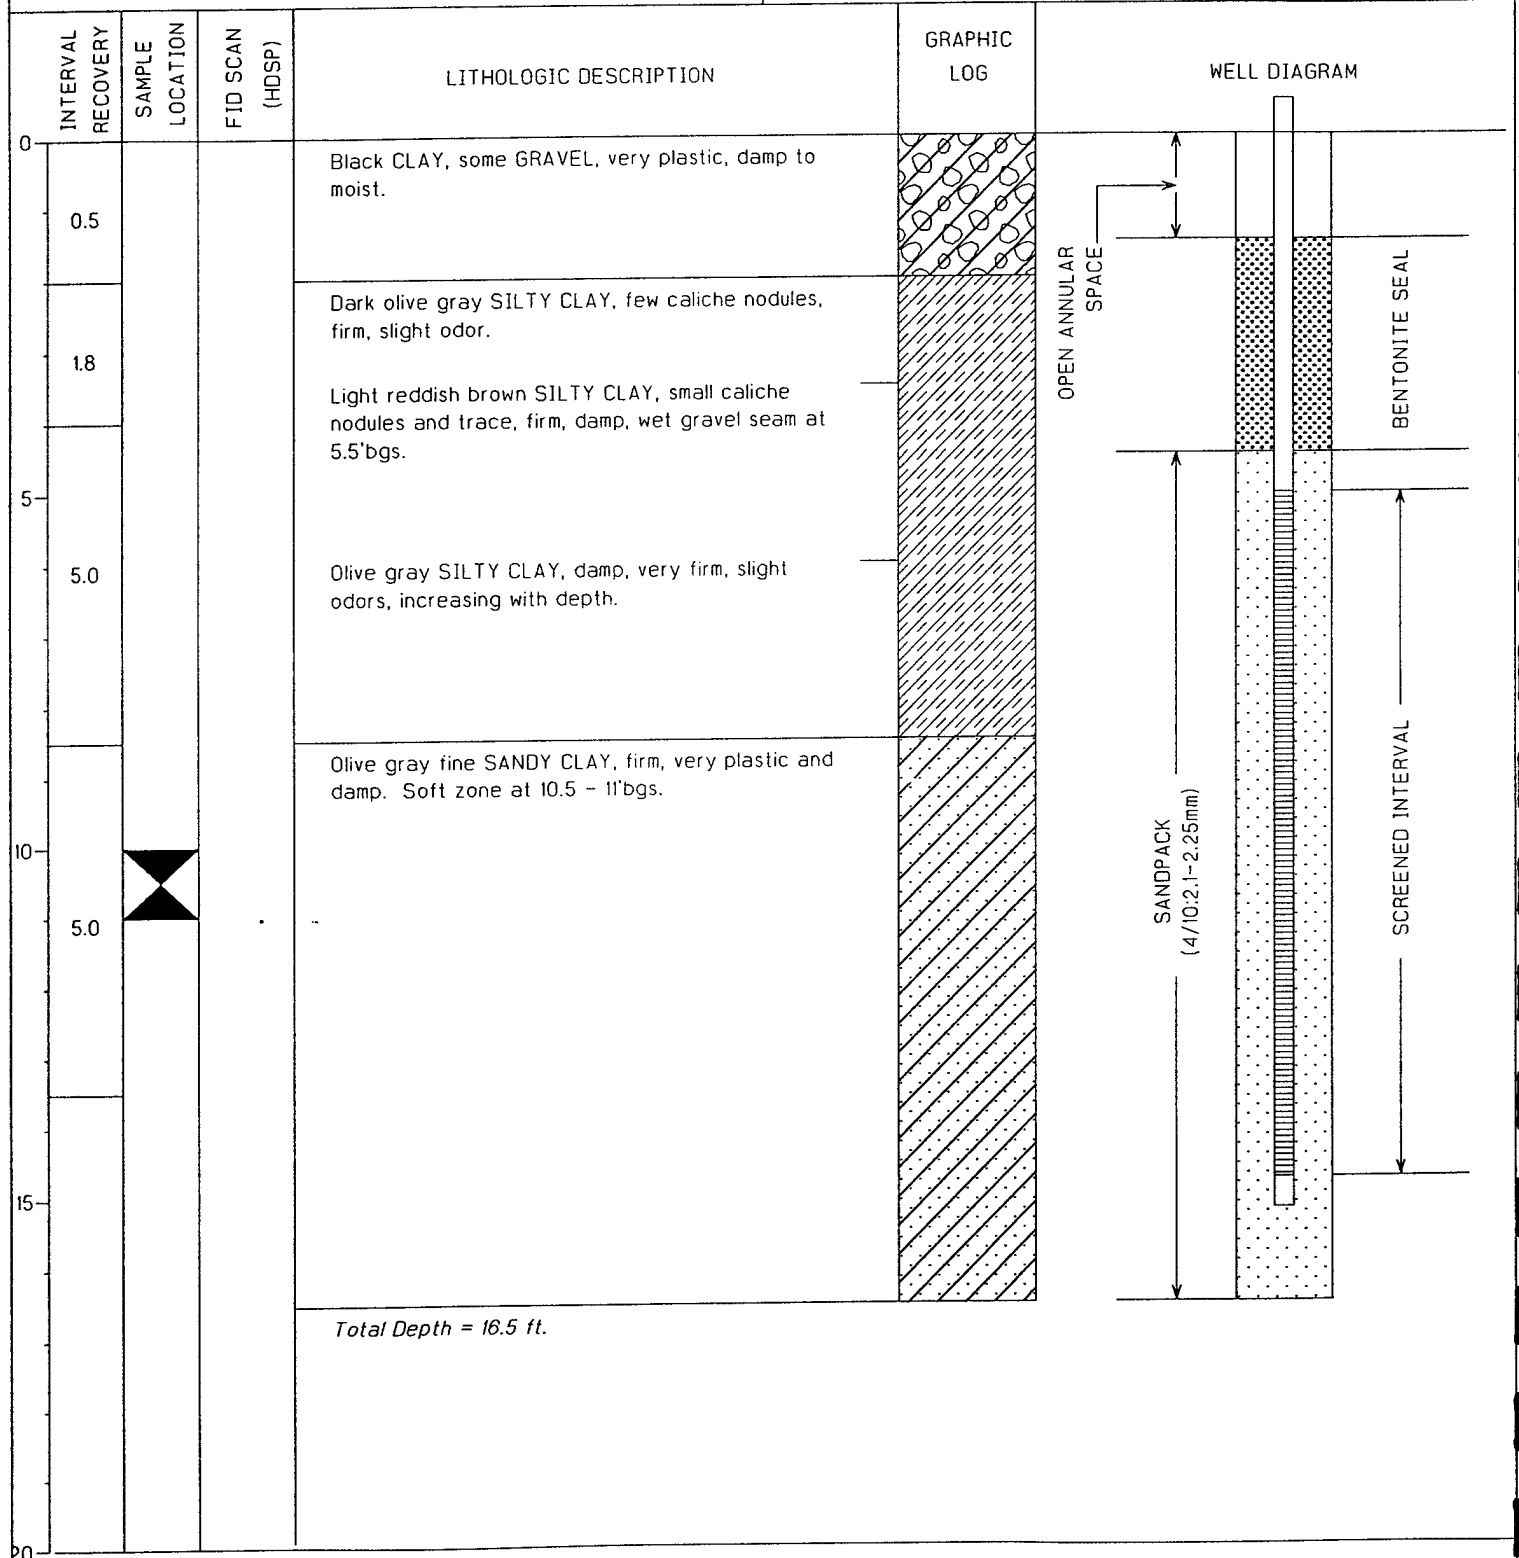 INTERVAL
RECOVERY
SAMPLE
LOCATION
FID SCAN
(HDSP)
LITHOLOGIC DESCRIPTION
GRAPHIC
LOG
WELL DIAGRAM
0
Black CLAY, some GRAVEL, very plastic, damp to
moist.
0.5
OPEN ANNULAR
SPACE
BENTONITE SEAL
Dark olive gray SILTY CLAY, few caliche nodules,
firm, slight odor.
1.8
Light reddish brown SILTY CLAY, small caliche
nodules and trace, firm, damp, wet gravel seam at
5.5'bgs.
5
5.0
Olive gray SILTY CLAY, damp, very firm, slight
odors, increasing with depth.
Olive gray fine SANDY CLAY, firm, very plastic and
damp. Soft zone at 10.5 - 11'bgs.
SANDPACK
(4/10:2.1-2.25mm)
SCREENED INTERVAL
10
5.0
15
Total Depth = 16.5 ft.
20